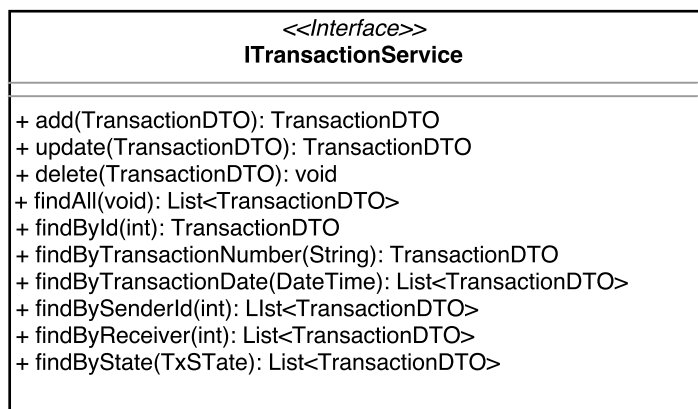 <<Interface>>
ITransactionService
+ add(TransactionDTO): TransactionDTO
+ update(TransactionDTO): TransactionDTO
+ delete(TransactionDTO): void
+ findAll(void): List<TransactionDTO>
+ findById(int): TransactionDTO
+ findByTransactionNumber(String): TransactionDTO
+ findByTransactionDate(DateTime): List<TransactionDTO>
+ findBySenderId(int): LIst<TransactionDTO>
+ findByReceiver(int): List<TransactionDTO>
+ findByState(TxSTate): List<TransactionDTO>